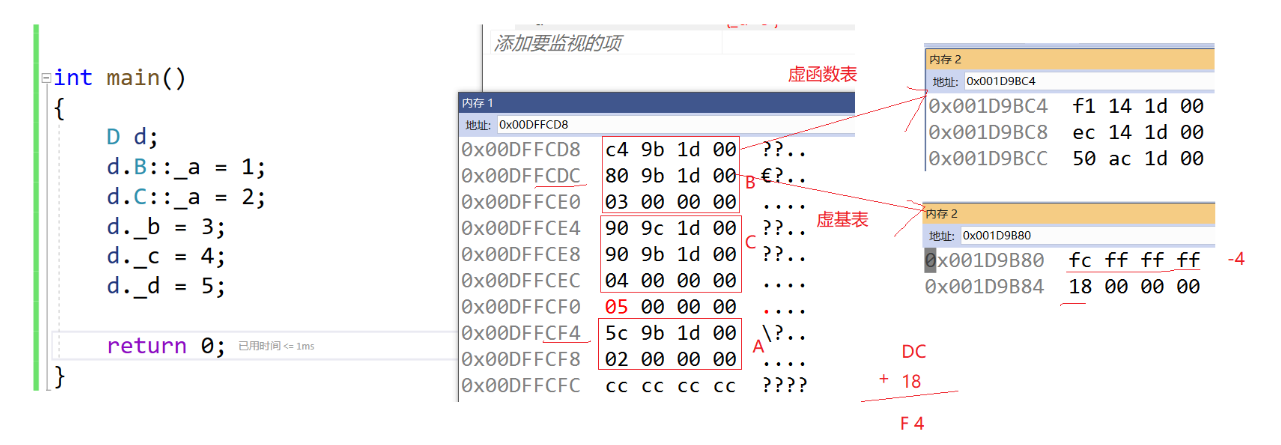 int main()
{
D d;
d.B::_a = 1;
d.C::_a = 2;
d._b = 3;
d._c = 4;
d._d = 5;
return 0; 已用时间 <= 1ms
}
添加要监视的项
内存 1
地址: 0x00DFFCD8
0x00DFFCD8 c4 9b 1d 00 ??..
0x00DFFCDC 80 9b 1d 00 €?..
0x00DFFCE0 03 00 00 00 ....
0x00DFFCE4 90 9c 1d 00 ??..
0x00DFFCE8 90 9b 1d 00 ??..
0x00DFFCEC 04 00 00 00 ....
0x00DFFCF0 05 00 00 00 ....
0x00DFFCF4 5c 9b 1d 00 \?..
0x00DFFCF8 02 00 00 00 ....
0x00DFFCFC cc cc cc cc ????
B
C
A
虚函数表
虚基表
内存 2
地址: 0x001D9BC4
0x001D9BC4 f1 14 1d 00
0x001D9BC8 ec 14 1d 00
0x001D9BCC 50 ac 1d 00
内存 2
地址: 0x001D9B80
0x001D9B80 fc ff ff ff -4
0x001D9B84 18 00 00 00
DC
+ 18
F 4